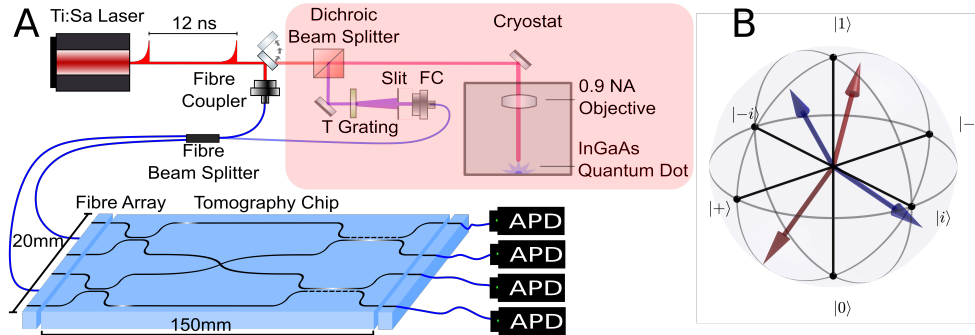 A
Ti:Sa Laser
12 ns
Dichroic
Beam Splitter
Cryostat
Fibre
Coupler
Slit
FC
T Grating
0.9 NA
Objective
InGaAs
Quantum Dot
Fibre
Beam Splitter
Fibre Array
Tomography Chip
20mm
150mm
APD
APD
APD
APD
B
|1⟩
|−i⟩
|−
|+⟩
|i⟩
|0⟩